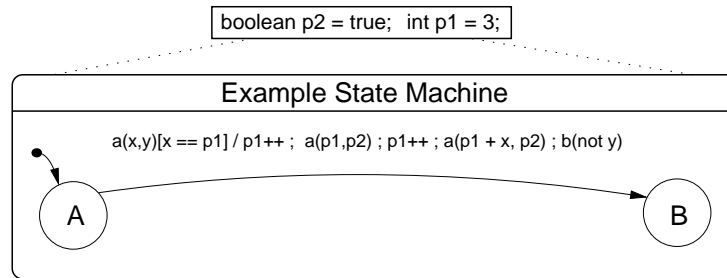 boolean p2 = true;  int p1 = 3;
Example State Machine
a(x,y)[x == p1] / p1++ ;  a(p1,p2) ; p1++ ; a(p1 + x, p2) ; b(not y)
A
B